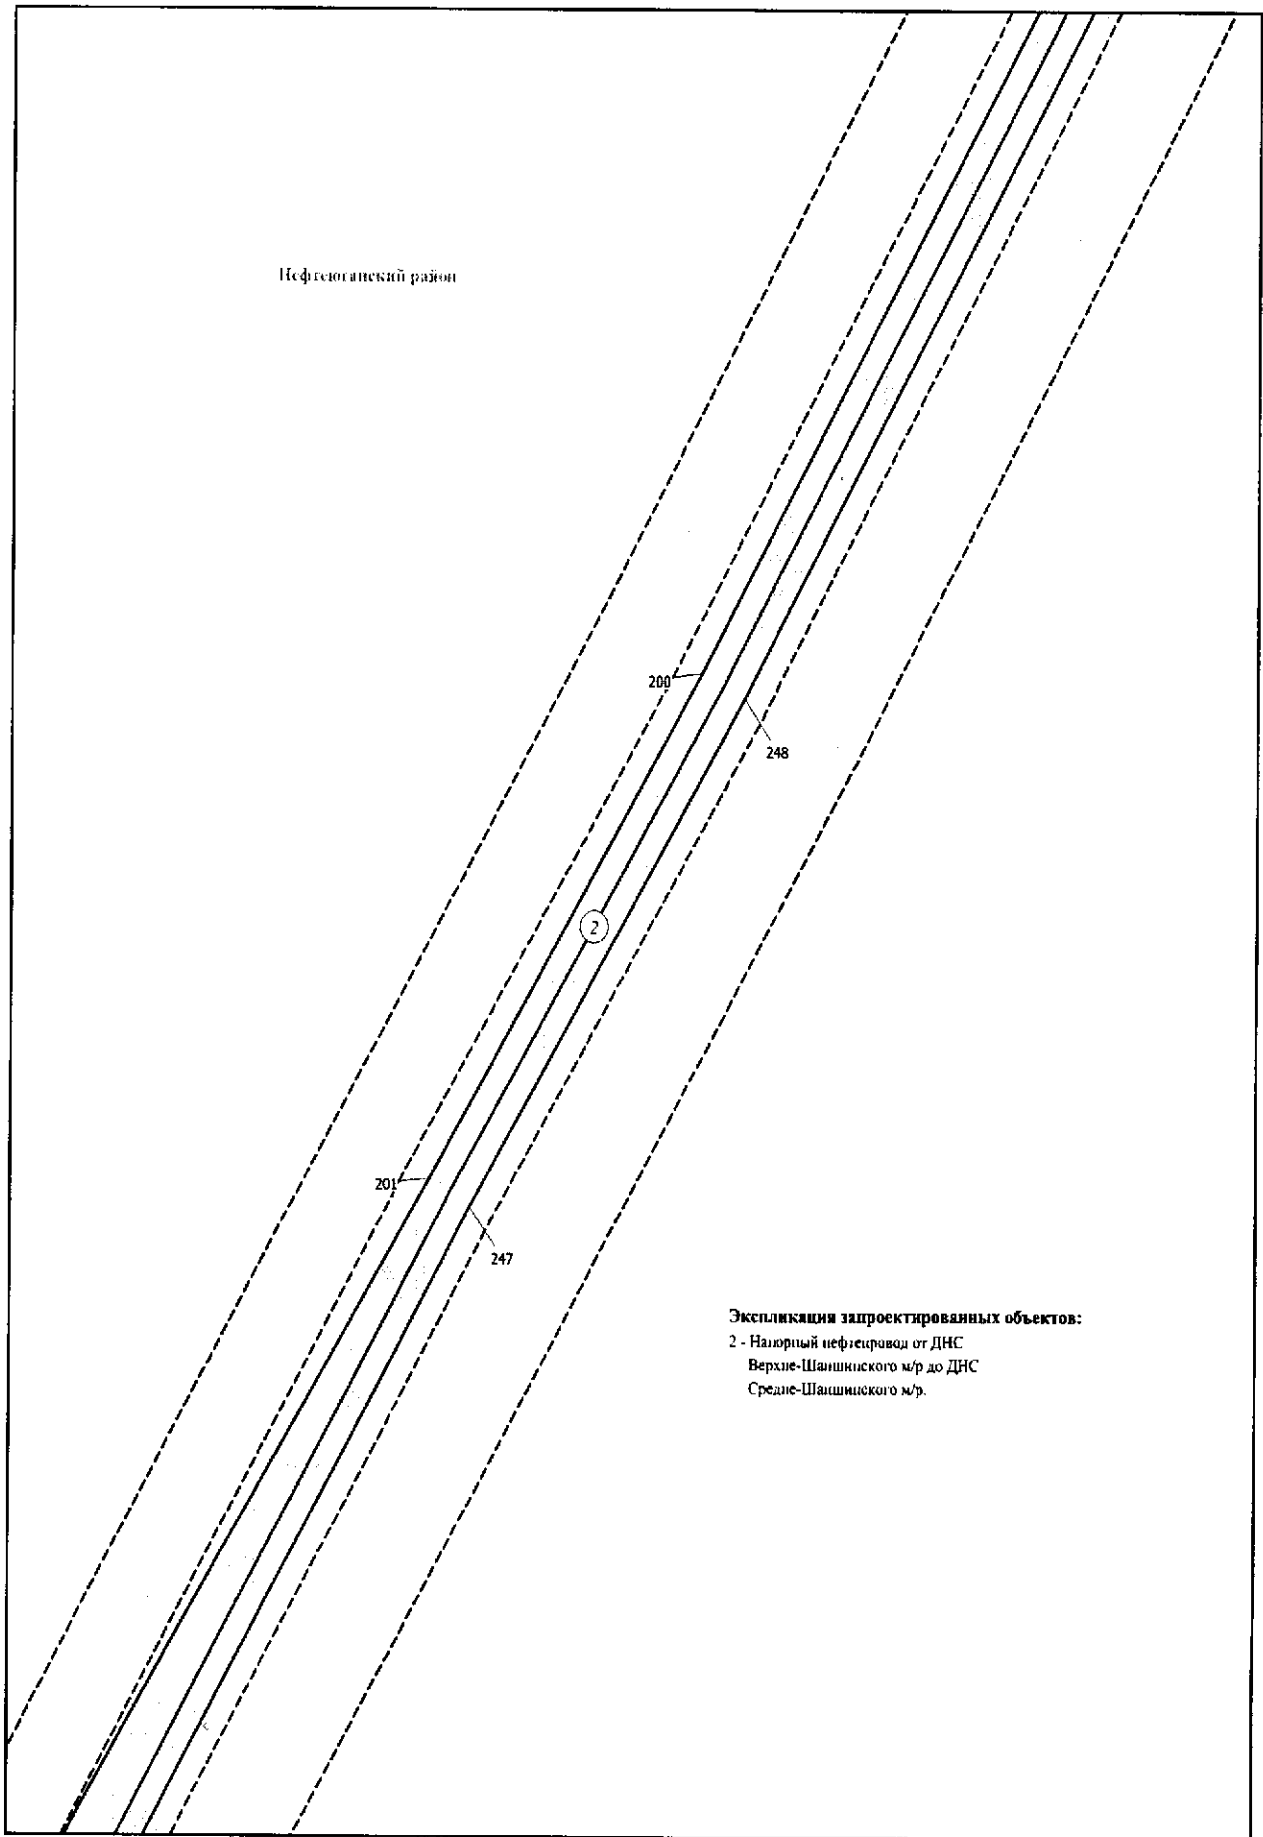 Нефтеюганский район
200
248
2
201
247
Экспликация запроектированных объектов:
2 - Напорный нефтепровод от ДНС
Верхне-Шапшинского м/р до ДНС
Средне-Шапшинского м/р.